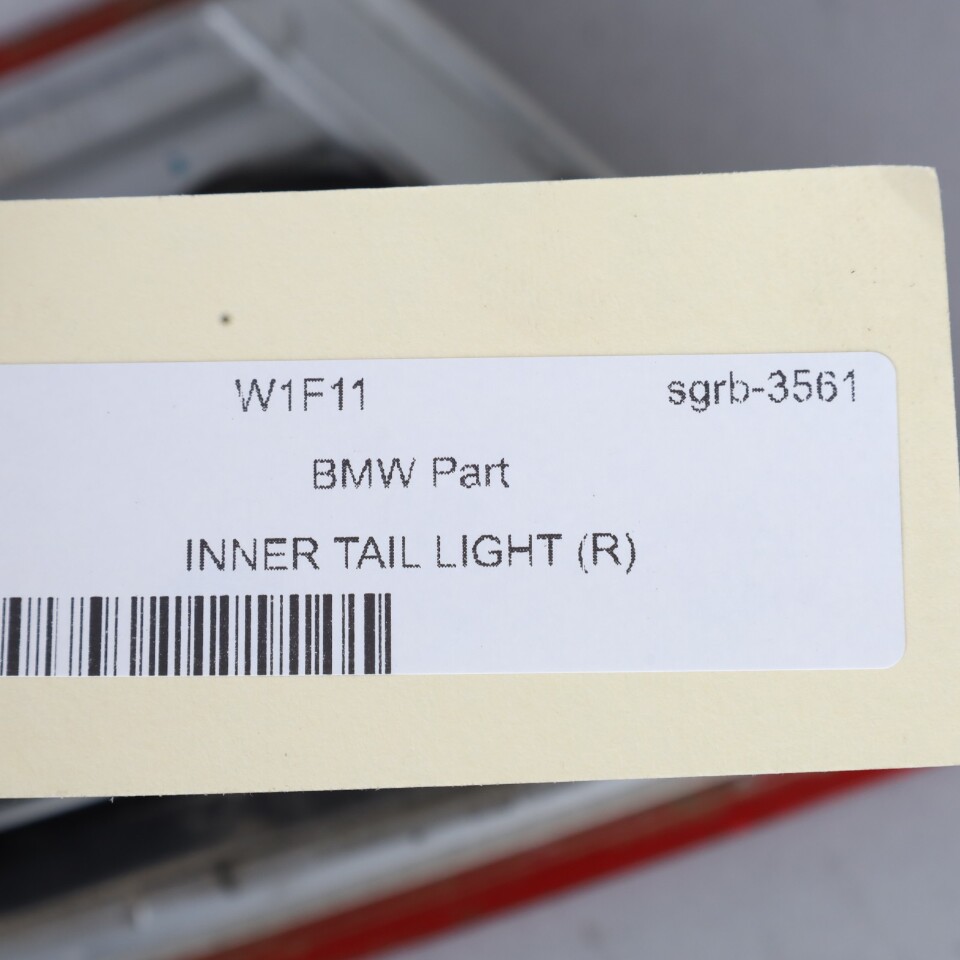 W1F11 sgrb-3561
BMW Part
INNER TAIL LIGHT (R)